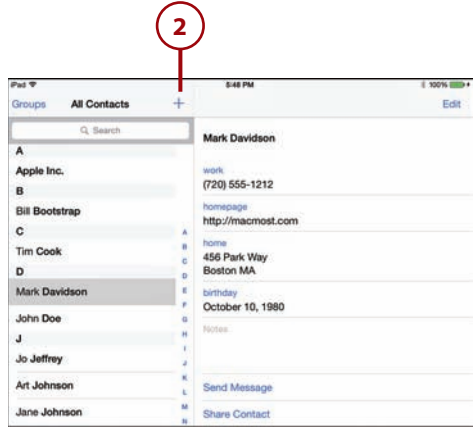 2
iPad 5:46 PM 100%
Groups All Contacts + Edit
Search
A
Apple Inc.
B
Bill Bootstrap
C
Tim Cook
D
Mark Davidson
John Doe
J
Jo Jeffrey
Art Johnson
Jane Johnson
A
B
C
D
E
F
G
H
I
J
K
L
M
N
Mark Davidson
work
(720) 555-1212
homepage
http://macmost.com
home
456 Park Way
Boston MA
birthday
October 10, 1980
Notes
Send Message
Share Contact